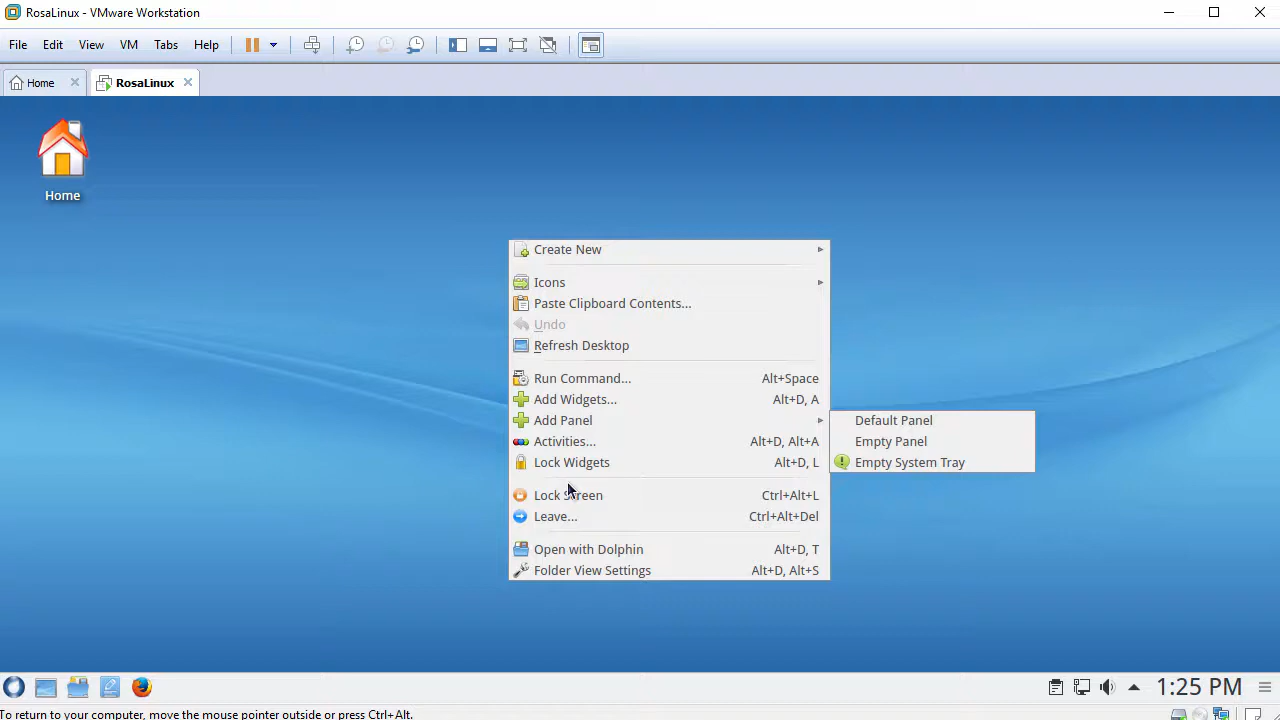 RosaLinux - VMware Workstation
File Edit View VM Tabs Help
Home RosaLinux
Home
Create New
Icons
Paste Clipboard Contents...
Undo
Refresh Desktop
Run Command... Alt+Space
Add Widgets... Alt+D, A
Add Panel
Default Panel
Activities... Alt+D, Alt+A
Empty Panel
Lock Widgets Alt+D, L
Empty System Tray
Lock Screen Ctrl+Alt+L
Leave... Ctrl+Alt+Del
Open with Dolphin Alt+D, T
Folder View Settings Alt+D, Alt+S
1:25 PM
To return to your computer, move the mouse pointer outside or press Ctrl+Alt.